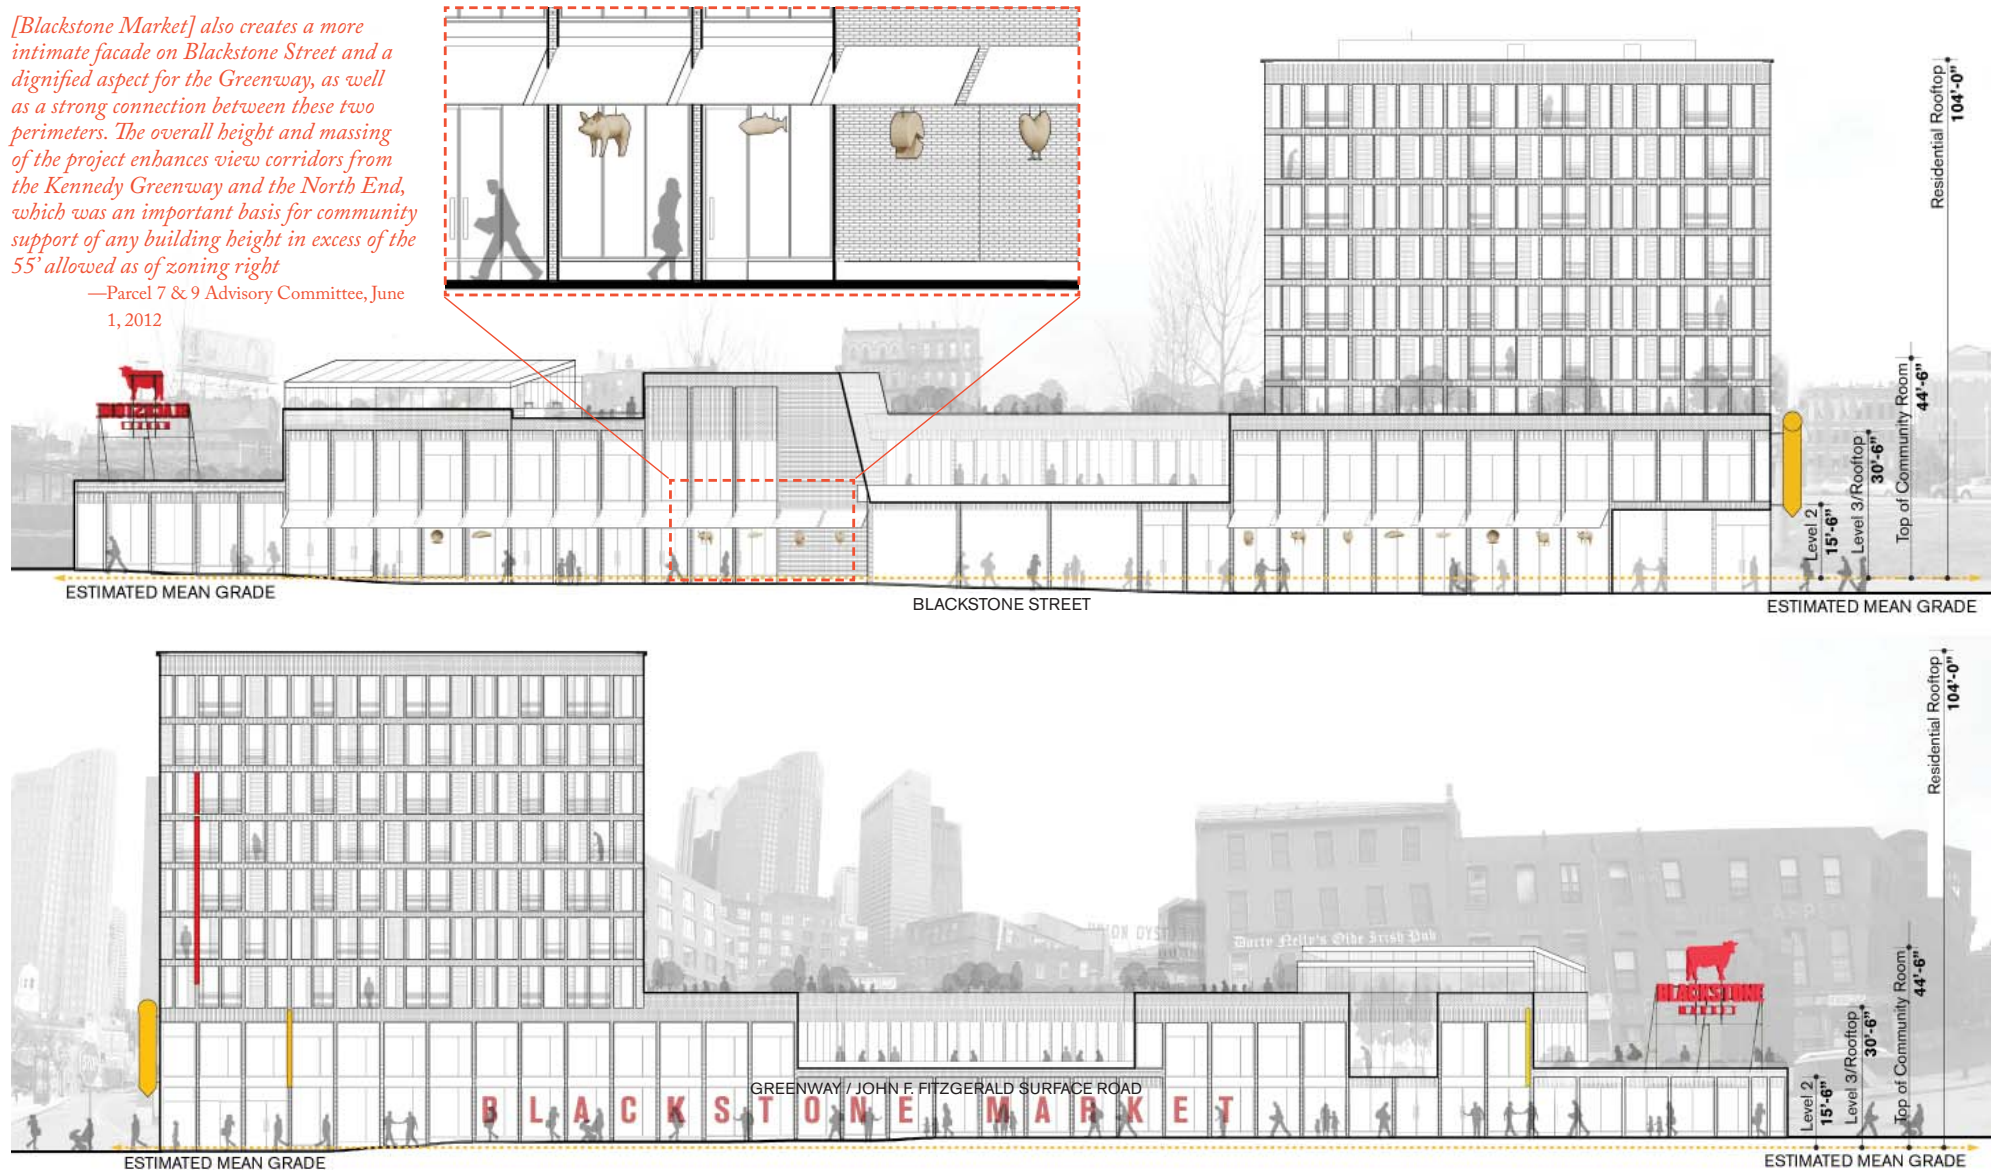 [Blackstone Market] also creates a more
intimate facade on Blackstone Street and a
dignified aspect for the Greenway, as well
as a strong connection between these two
perimeters. The overall height and massing
of the project enhances view corridors from
the Kennedy Greenway and the North End,
which was an important basis for community
support of any building height in excess of the
55' allowed as of zoning right
—Parcel 7 & 9 Advisory Committee, June
1, 2012
Residential Rooftop
104'-0"
Top of Community Room
44'-6"
Level 3/Rooftop
30'-6"
Level 2
15'-6"
ESTIMATED MEAN GRADE
BLACKSTONE STREET
ESTIMATED MEAN GRADE
Residential Rooftop
104'-0"
UNION OYST
Durty Nelly's Olde Irish Pub
BLACKSTONE
Top of Community Room
44'-6"
Level 3/Rooftop
30'-6"
Level 2
15'-6"
GREENWAY / JOHN F. FITZGERALD SURFACE ROAD
BLACKSTONE MARKET
ESTIMATED MEAN GRADE
ESTIMATED MEAN GRADE